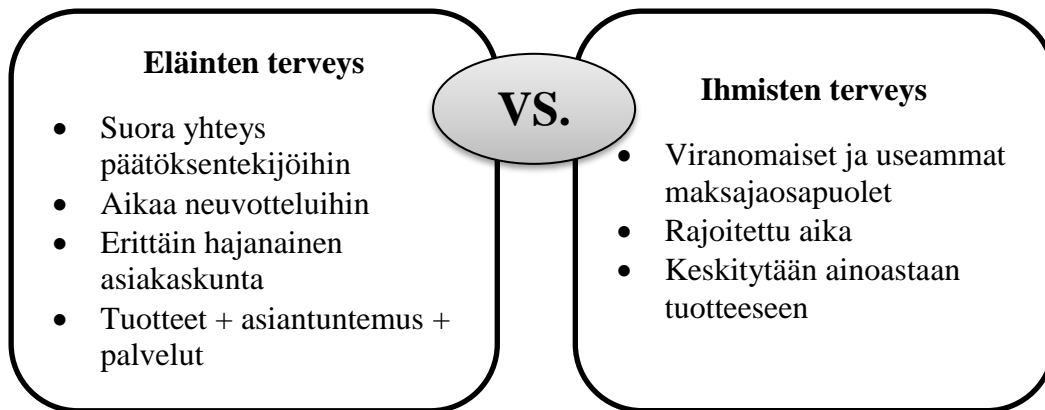 Eläinten terveys
• Suora yhteys
päätöksentekijöihin
• Aikaa neuvotteluihin
• Erittäin hajanainen
asiakaskunta
• Tuotteet + asiantuntemus +
palvelut
VS.
Ihmisten terveys
• Viranomaiset ja useammat
maksajaosapuolet
• Rajoitettu aika
• Keskitytään ainoastaan
tuotteeseen